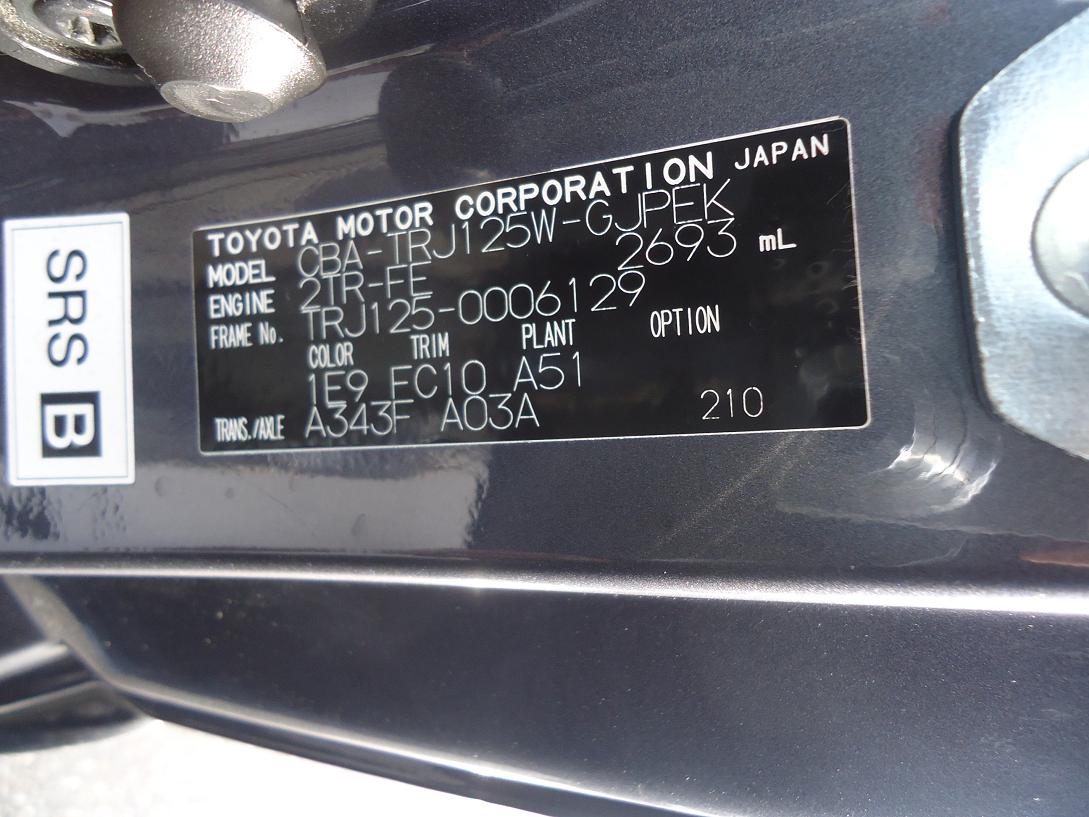 TOYOTA MOTOR CORPORATION JAPAN
MODEL CBA-TRJ125W-GJPEK
ENGINE 2TR-FE 2693 mL
FRAME No. TRJ125-0006129
COLOR TRIM PLANT OPTION
1E9 FC10 A51
TRANS./AXLE A343F A03A 210
SRS B